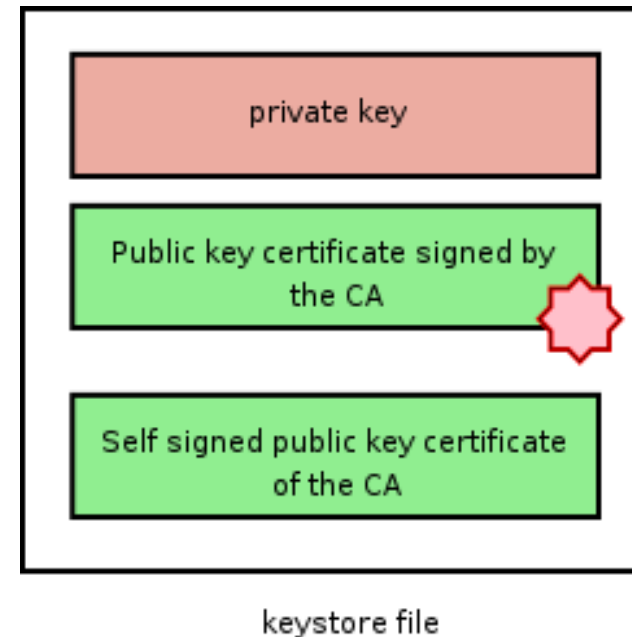 private key
Public key certificate signed by
the CA
Self signed public key certificate
of the CA
keystore file